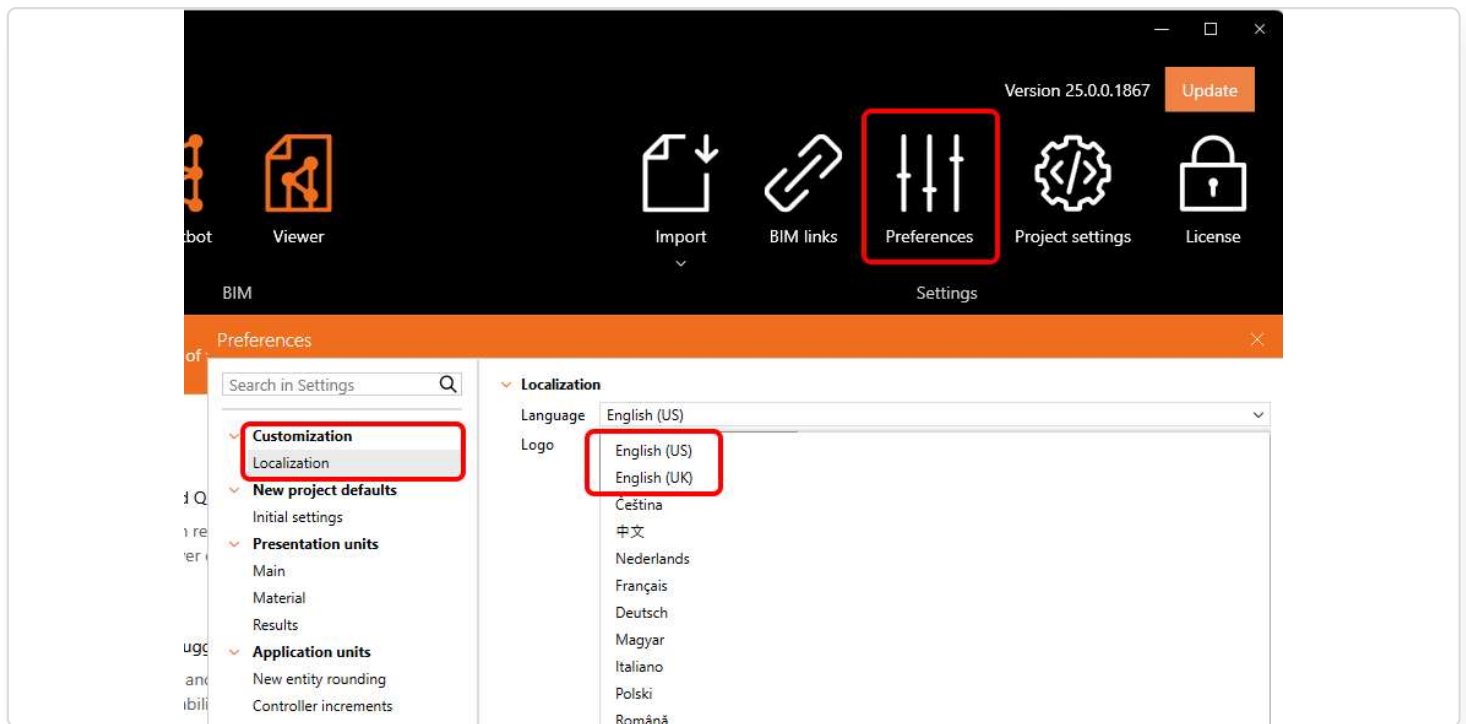 Version 25.0.0.1867 Update
bot Viewer Import BIM links Preferences Project settings License
BIM Settings
of Preferences
Search in Settings
Localization
Language English (US)
Customization
Logo
English (US)
Localization
English (UK)
New project defaults
Čeština
Initial settings
中文
Presentation units
Nederlands
Main
Français
Material
Deutsch
Results
Magyar
Application units
Italiano
New entity rounding
Polski
Controller increments
Română